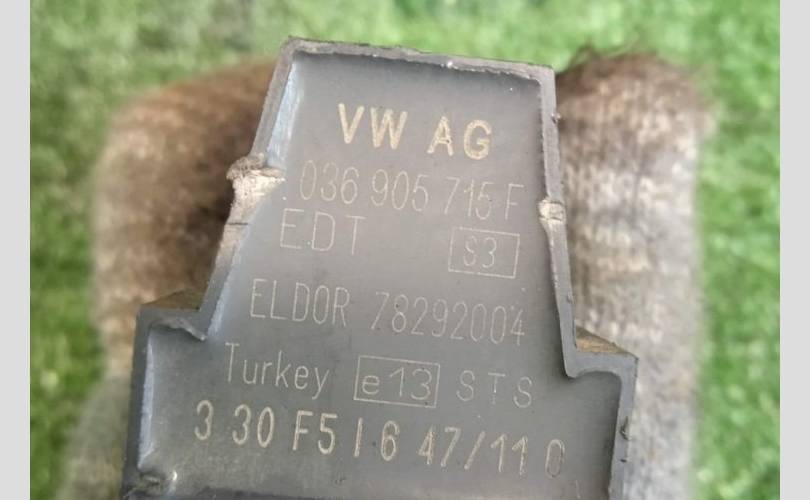 VW AG
036 905 715 F
EDT S3
ELDOR 78292004
Turkey e13 STS
3 30 F5 I 6 47/11 0